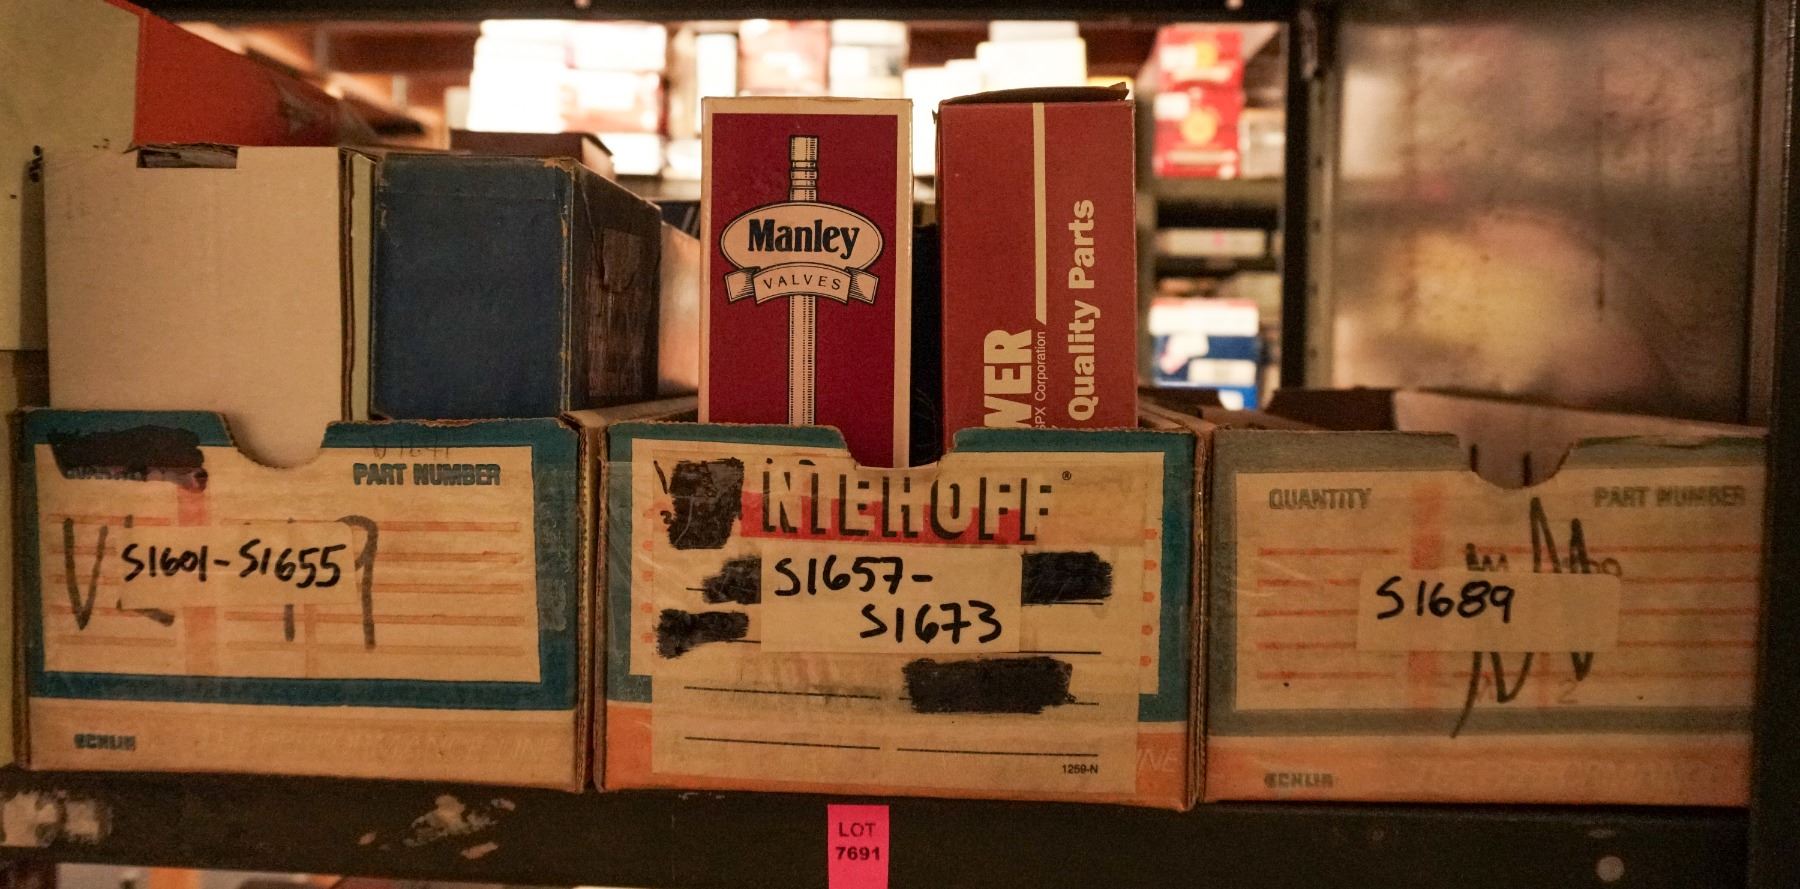 Manley
VALVES
WER
SPX Corporation
Quality Parts
PART NUMBER
S1601-S1655
ECHLIN
NIEHOFF®
S1657-
S1673
1259-N
QUANTITY
PART NUMBER
S1689
ECHLIN
LOT
7691